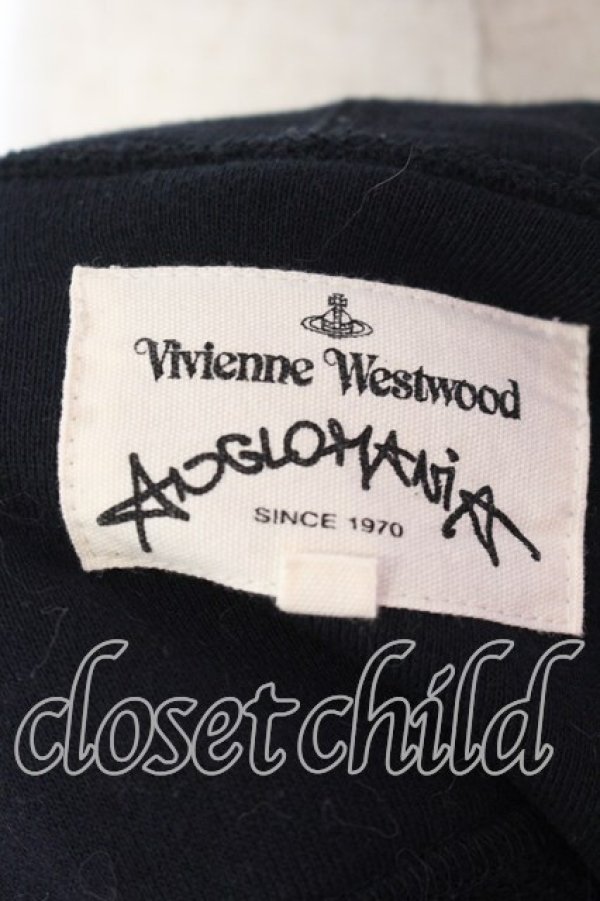 Vivienne Westwood
ANGLOMANIA
SINCE 1970
closet child